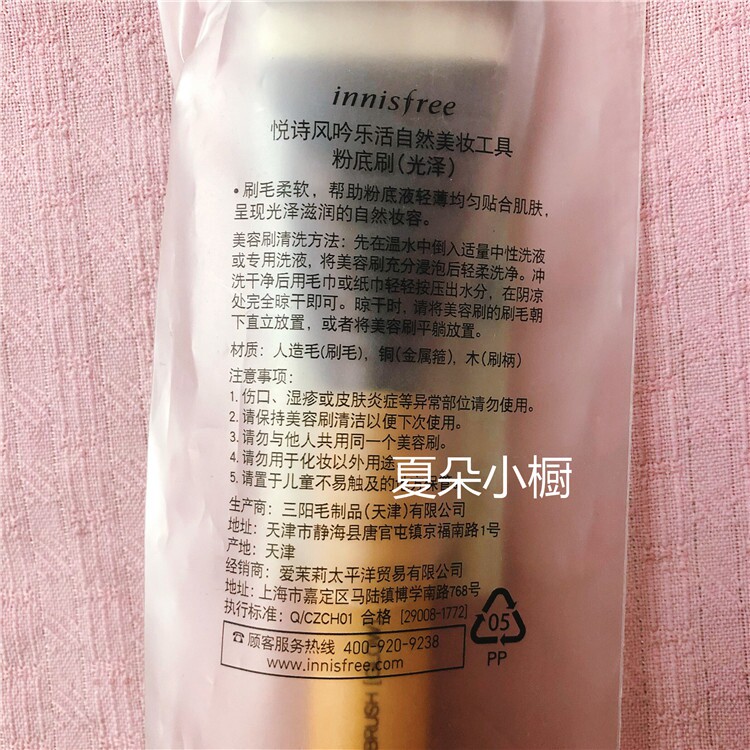 innisfree
悦诗风吟乐活自然美妆工具
粉底刷(光泽)
•刷毛柔软，帮助粉底液轻薄均匀贴合肌肤，
呈现光泽滋润的自然妆容。
美容刷清洗方法：先在温水中倒入适量中性洗液
或专用洗液，将美容刷充分浸泡后轻柔洗净。冲
洗干净后用毛巾或纸巾轻轻按压出水分，在阴凉
处完全晾干即可。晾干时，请将美容刷的刷毛朝
下直立放置，或者将美容刷平躺放置。
材质：人造毛(刷毛)，铜(金属箍)，木(刷柄)
注意事项：
1. 伤口、湿疹或皮肤炎症等异常部位请勿使用。
2. 请保持美容刷清洁以便下次使用。
3. 请勿与他人共用同一个美容刷。
4. 请勿用于化妆以外用途
5. 请置于儿童不易触及的
夏朵小橱
生产商：三阳毛制品(天津)有限公司
地址：天津市静海县唐官屯镇京福南路1号
产地：天津
经销商：爱茉莉太平洋贸易有限公司
地址：上海市嘉定区马陆镇博学南路768号
执行标准：Q/CZCH01 合格 [29008-1772]
☎ 顾客服务热线 400-920-9238
www.innisfree.com
05
PP
BRUSH [GLOW]